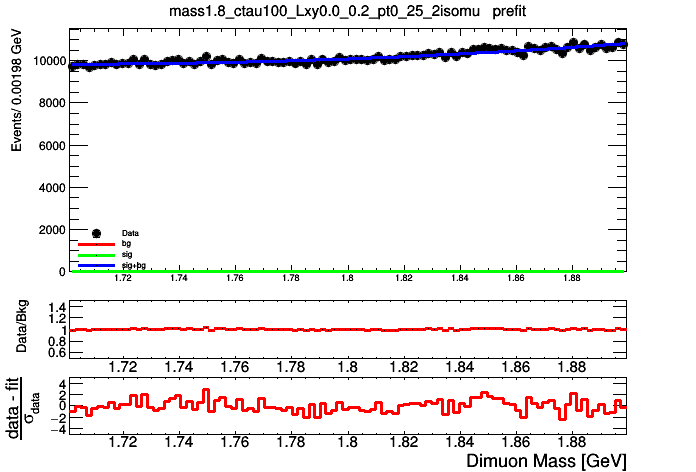 mass1.8_ctau100_Lxy0.0_0.2_pt0_25_2isomu prefit
Events/ 0.00198 GeV
10000
8000
6000
4000
2000
0
Data
bg
sig
sig+bg
1.72 1.74 1.76 1.78 1.8 1.82 1.84 1.86 1.88
Data/Bkg
1.4
1.2
1
0.8
0.6
1.72 1.74 1.76 1.78 1.8 1.82 1.84 1.86 1.88
data - fit
σdata
4
2
0
−2
−4
1.72 1.74 1.76 1.78 1.8 1.82 1.84 1.86 1.88
Dimuon Mass [GeV]